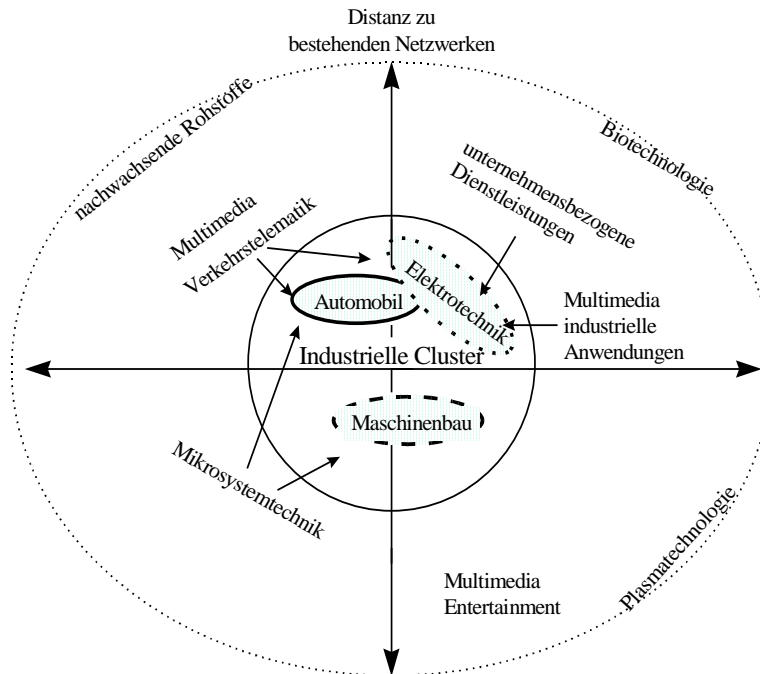 Distanz zu
bestehenden Netzwerken
nachwachsende Rohstoffe
Biotechnologie
unternehmensbezogene
Dienstleistungen
Multimedia
Verkehrstelematik
Elektrotechnik
Automobil
Multimedia
industrielle
Anwendungen
Industrielle Cluster
Maschinenbau
Mikrosystemtechnik
Plasmatechnologie
Multimedia
Entertainment